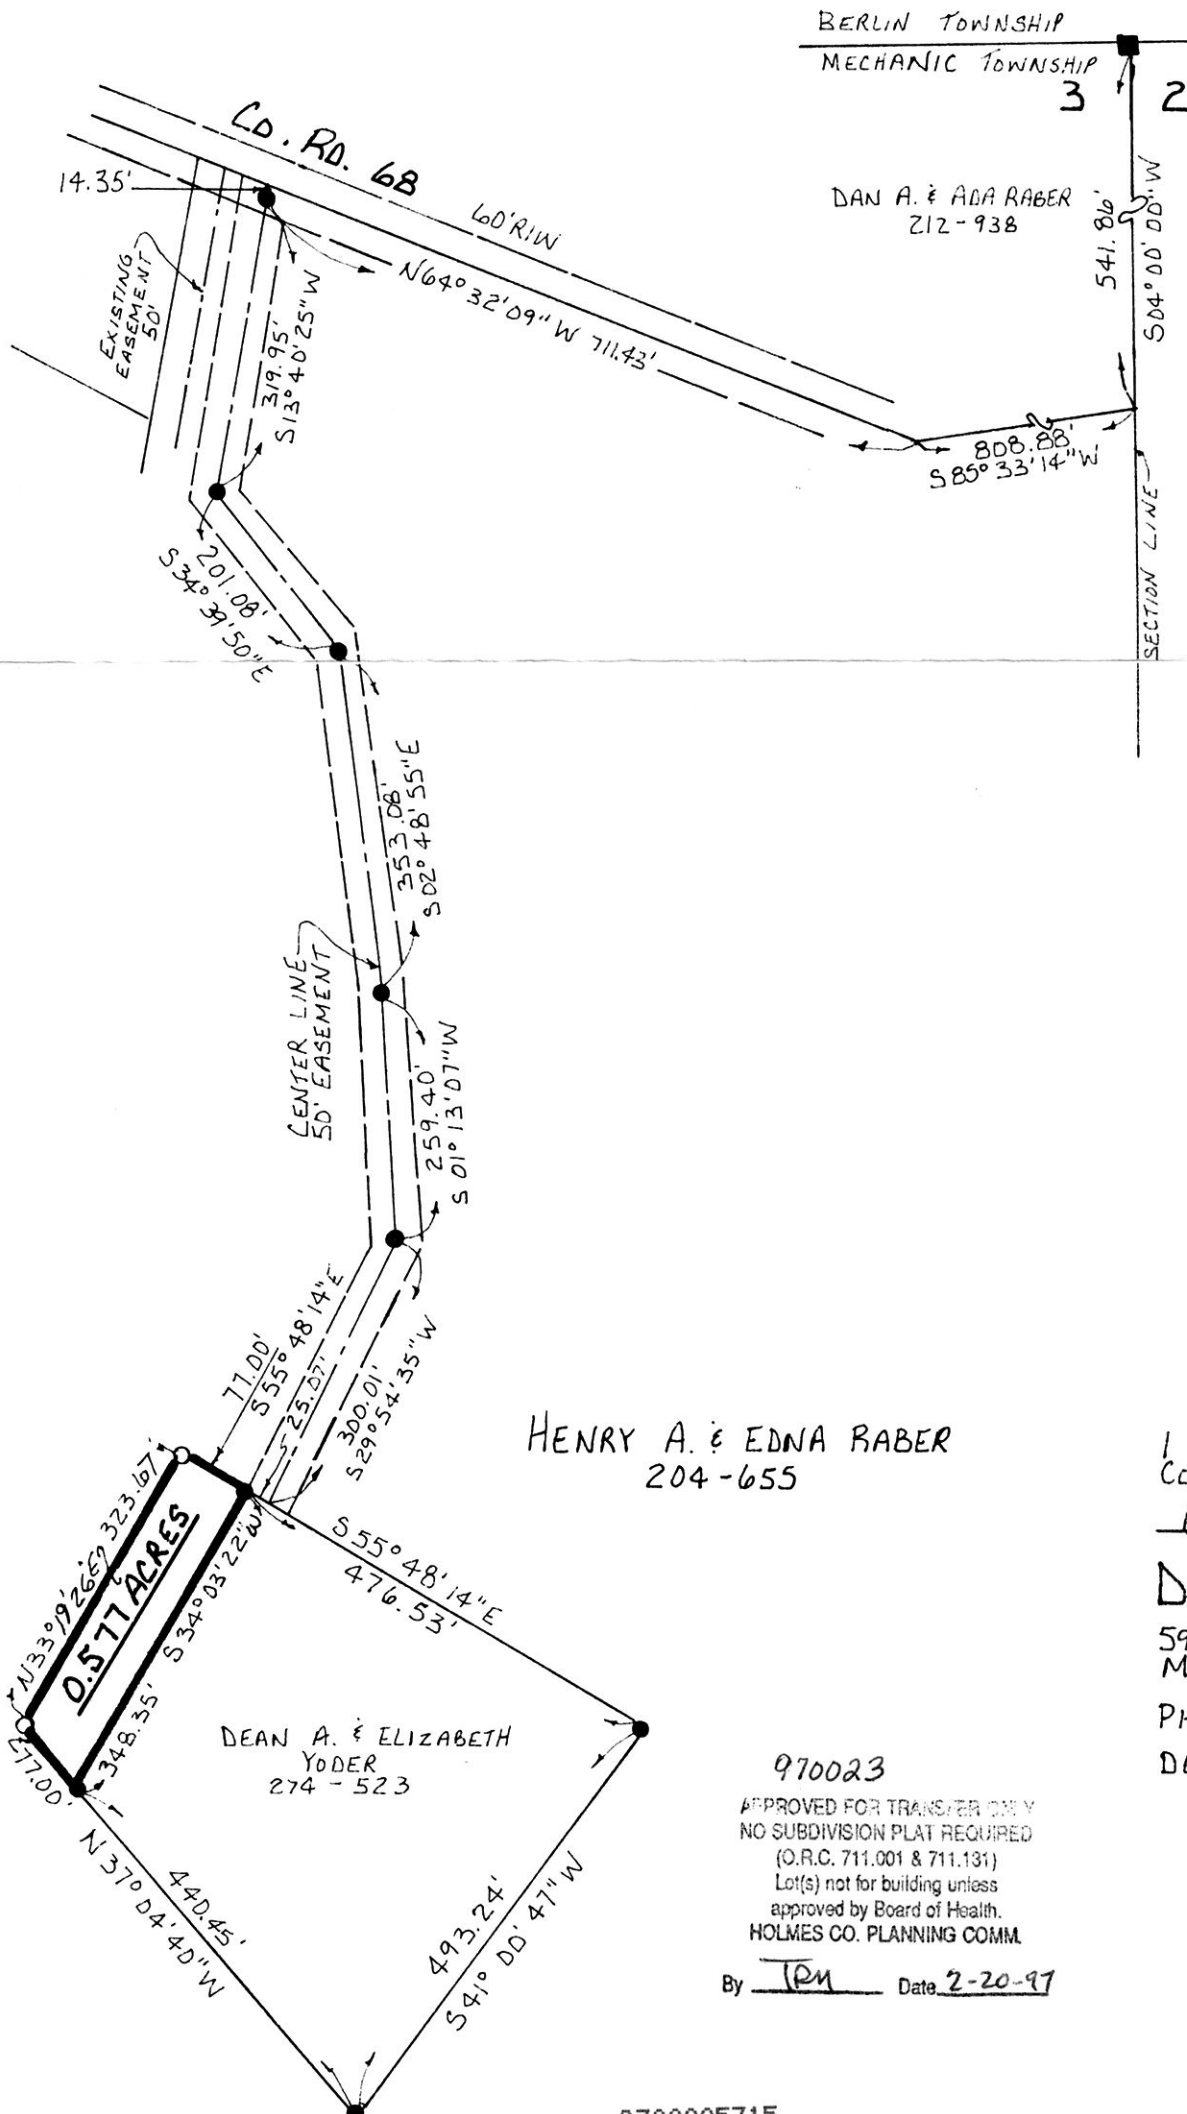 BERLIN TOWNSHIP
MECHANIC TOWNSHIP
3
2
CO. RD. 68
60' R/W
14.35'
DAN A. & ADA RABER
212-938
541.86'
S04°00'00"W
N64°32'09"W 711.43'
EXISTING
EASEMENT
50'
319.95'
S13°40'25"W
808.88'
S85°33'14"W
SECTION LINE
201.08'
S34°39'50"E
353.08'
S02°48'55"E
CENTER LINE
50' EASEMENT
259.40'
S01°13'07"W
77.00'
S55°48'14"E
25.07'
300.01'
S29°54'35"W
HENRY A. & EDNA RABER
204-655
N33°19'26"E 323.67'
0.577 ACRES
S34°03'22"W
348.35'
77.00'
S55°48'14"E
476.53'
DEAN A. & ELIZABETH
YODER
274-523
N37°04'40"W
440.45'
493.24'
S41°00'47"W
970023
APPROVED FOR TRANSFER ONLY
NO SUBDIVISION PLAT REQUIRED
(O.R.C. 711.001 & 711.131)
Lot(s) not for building unless
approved by Board of Health.
HOLMES CO. PLANNING COMM.
By TRM Date 2-20-97
I
Co
D
59
M
PH